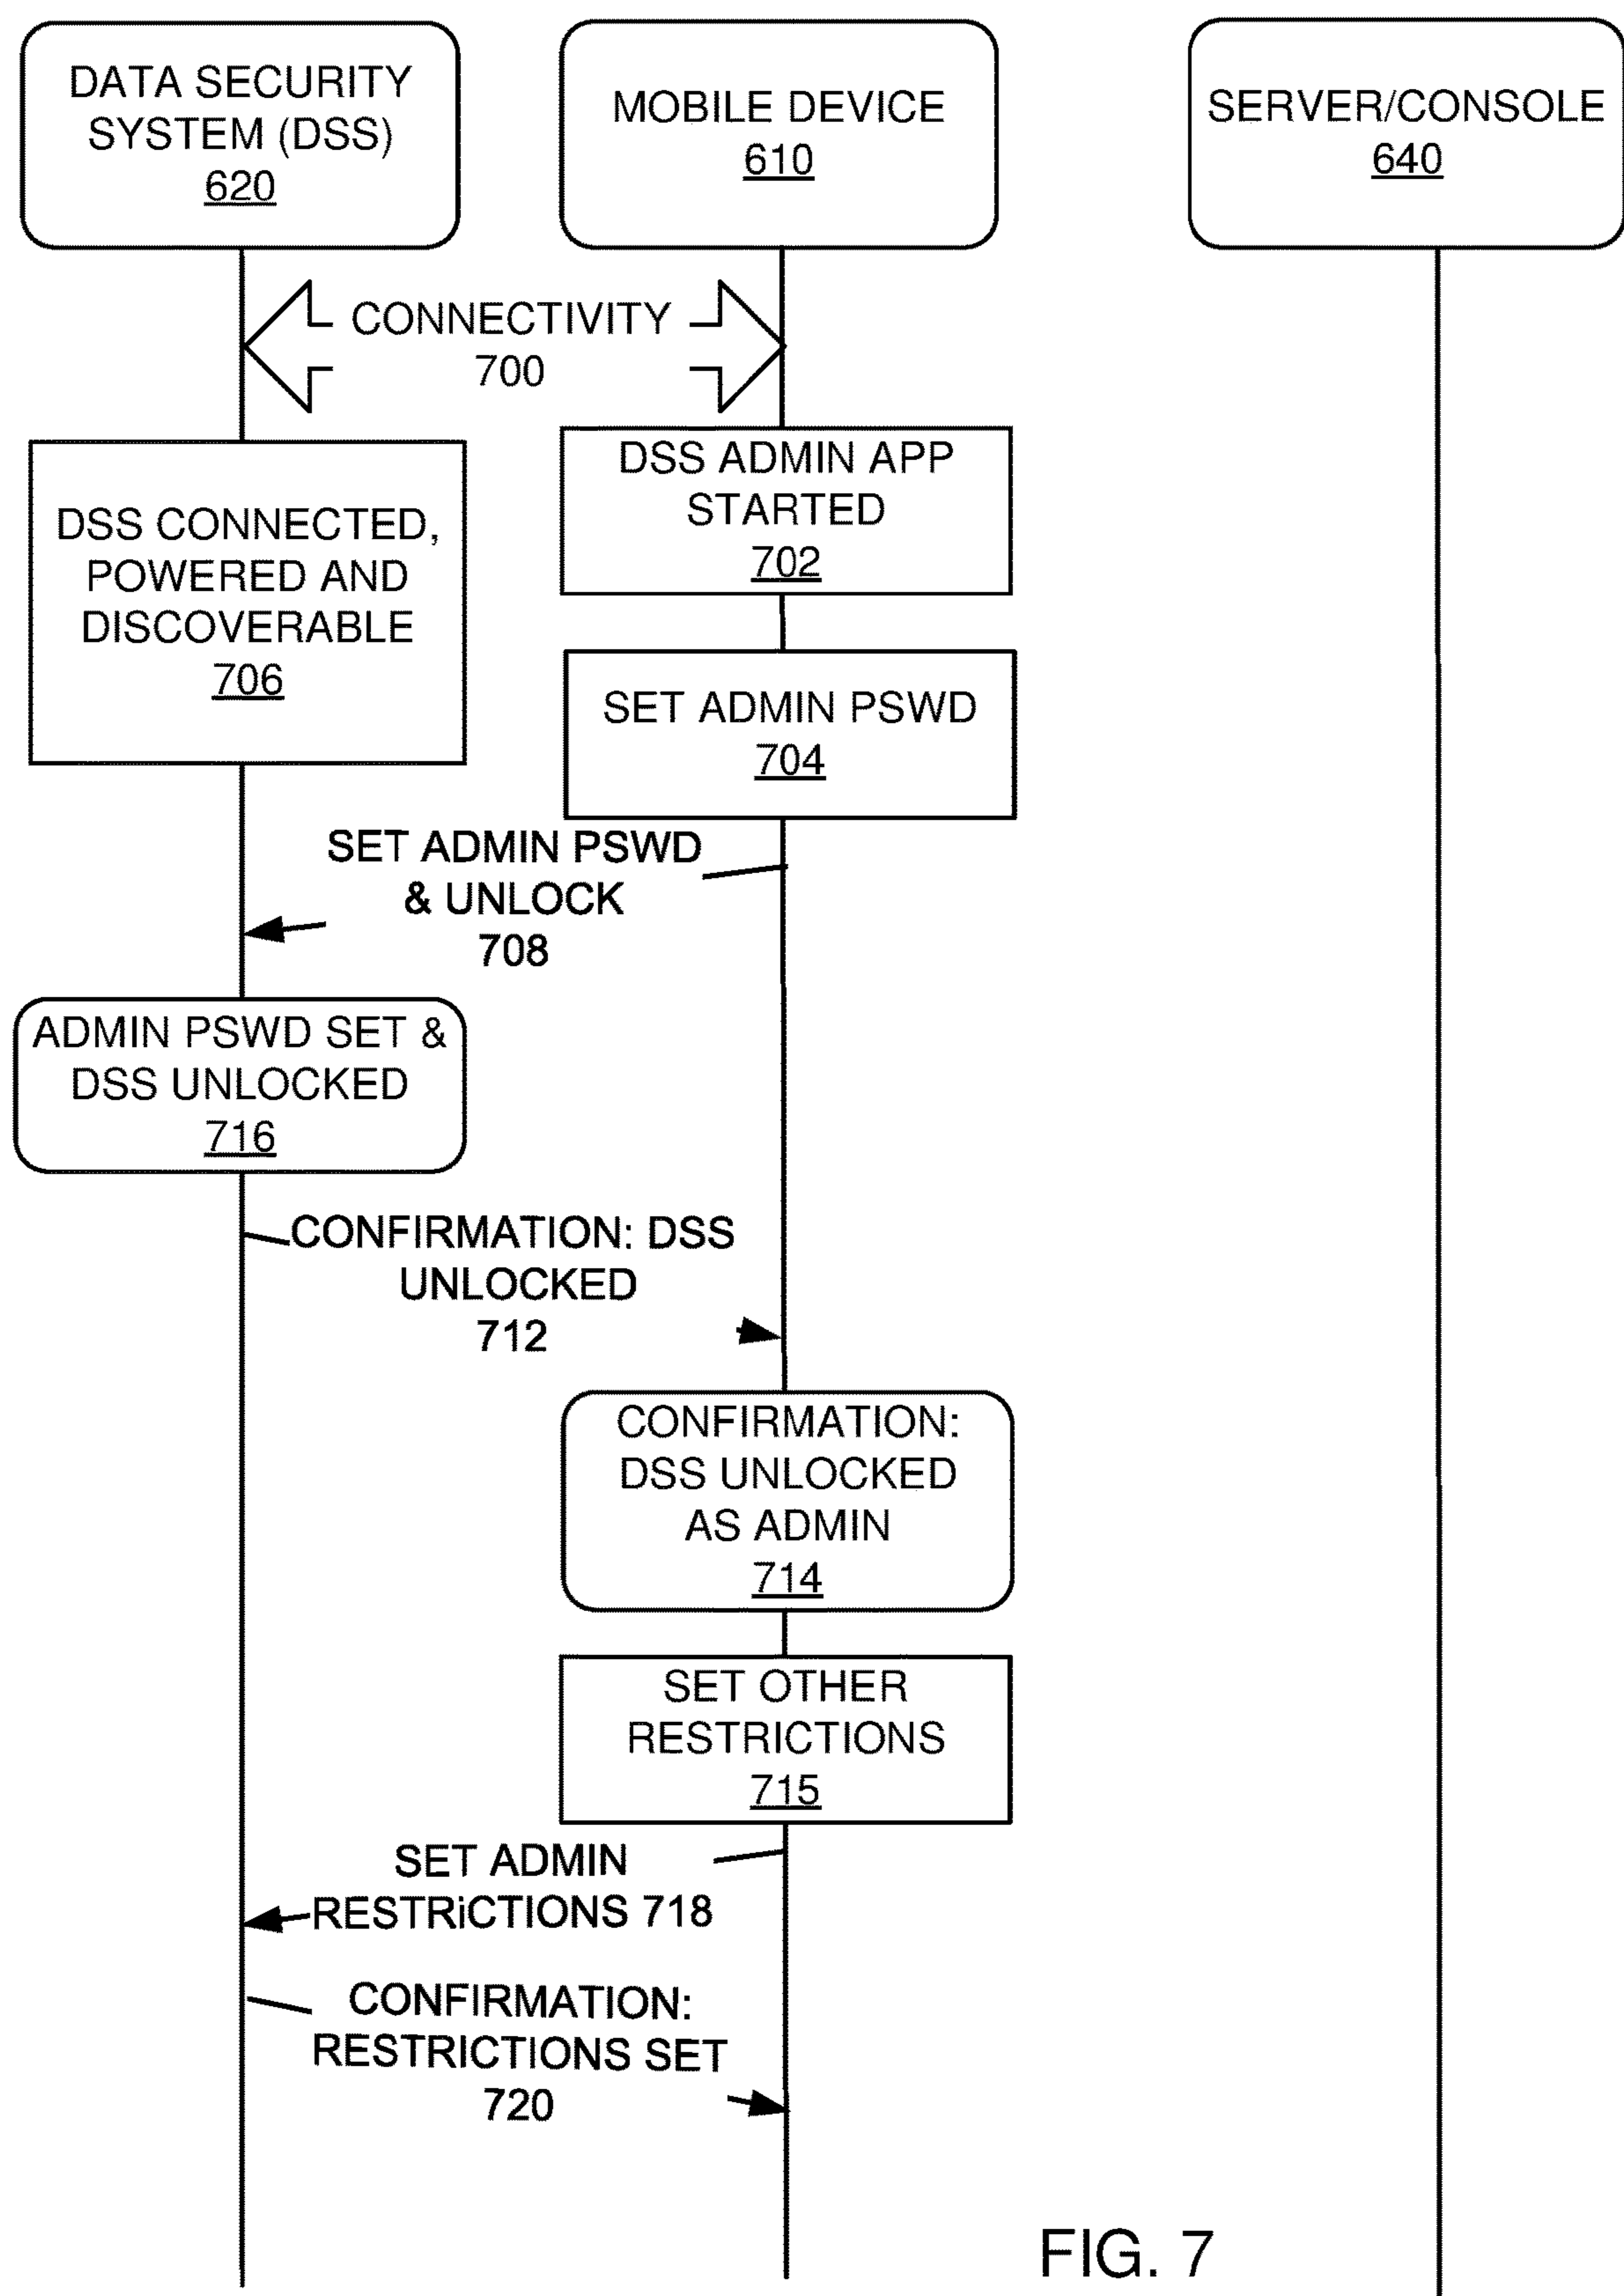 DATA SECURITY
SYSTEM (DSS)
620
MOBILE DEVICE
610
SERVER/CONSOLE
640
CONNECTIVITY
700
DSS ADMIN APP
STARTED
702
DSS CONNECTED,
POWERED AND
DISCOVERABLE
706
SET ADMIN PSWD
704
SET ADMIN PSWD
& UNLOCK
708
ADMIN PSWD SET &
DSS UNLOCKED
716
CONFIRMATION: DSS
UNLOCKED
712
CONFIRMATION:
DSS UNLOCKED
AS ADMIN
714
SET OTHER
RESTRICTIONS
715
SET ADMIN
RESTRiCTIONS 718
CONFIRMATION:
RESTRICTIONS SET
720
FIG. 7